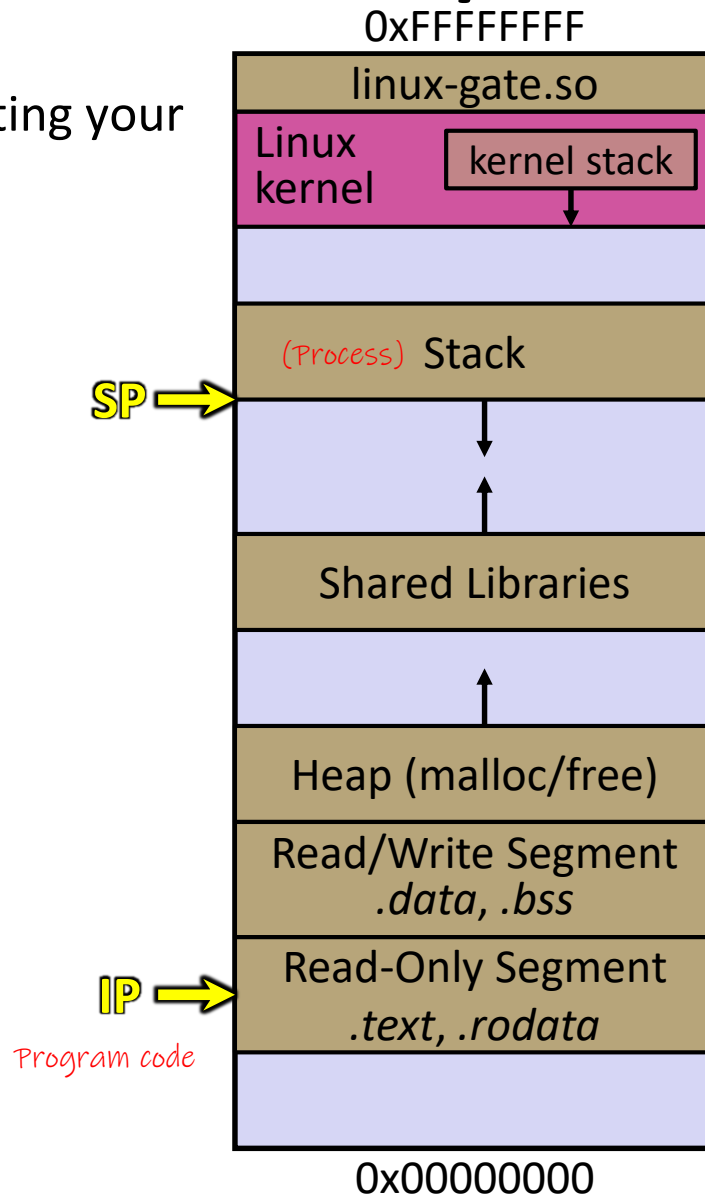 0xFFFFFFFF
linux-gate.so
ting your
Linux
kernel
kernel stack
(Process) Stack
SP
Shared Libraries
Heap (malloc/free)
Read/Write Segment
.data, .bss
Read-Only Segment
IP
.text, .rodata
Program code
0x00000000